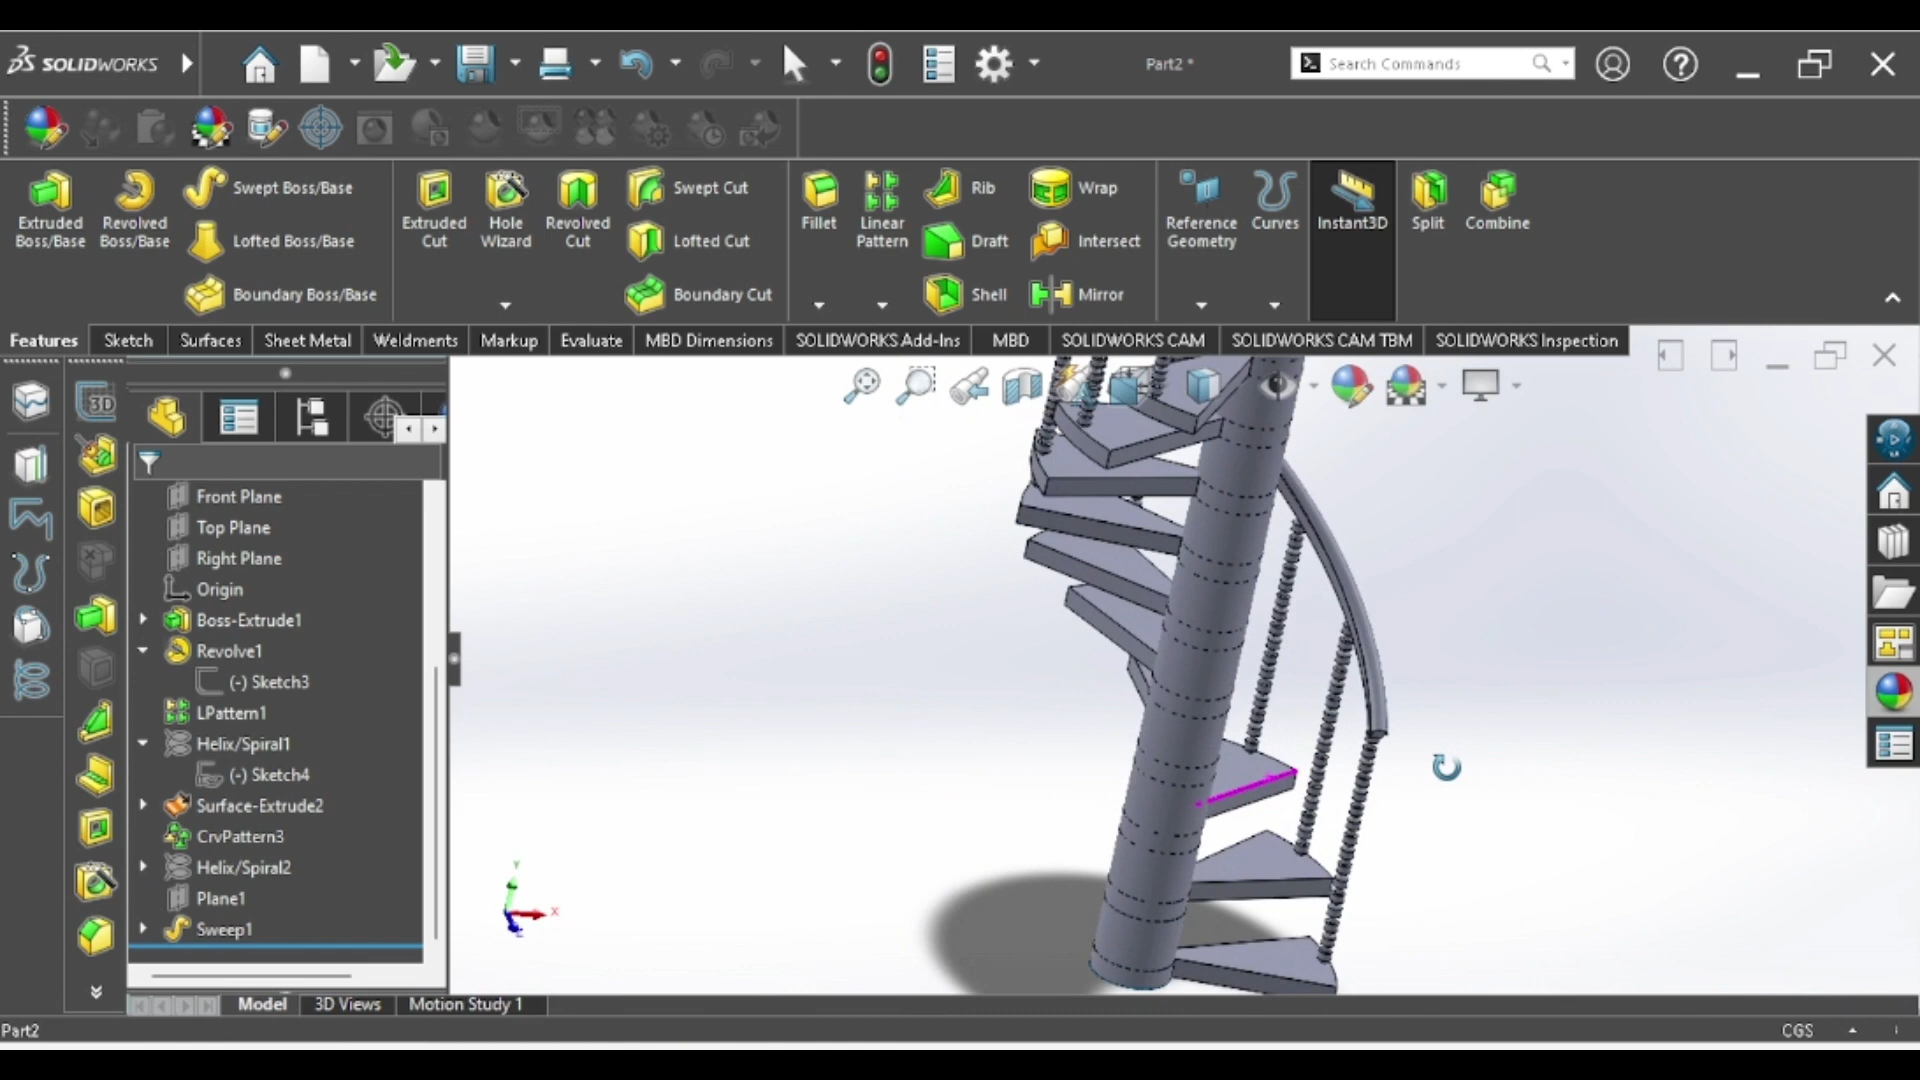 SOLIDWORKS
Part2 *
Search Commands
Extruded Boss/Base
Revolved Boss/Base
Swept Boss/Base
Lofted Boss/Base
Boundary Boss/Base
Extruded Cut
Hole Wizard
Revolved Cut
Swept Cut
Lofted Cut
Boundary Cut
Fillet
Linear Pattern
Rib
Draft
Shell
Wrap
Intersect
Mirror
Reference Geometry
Curves
Instant3D
Split
Combine
Features Sketch Surfaces Sheet Metal Weldments Markup Evaluate MBD Dimensions SOLIDWORKS Add-Ins MBD SOLIDWORKS CAM SOLIDWORKS CAM TBM SOLIDWORKS Inspection
3D
Front Plane
Top Plane
Right Plane
Origin
Boss-Extrude1
Revolve1
(-) Sketch3
LPattern1
Helix/Spiral1
(-) Sketch4
Surface-Extrude2
CrvPattern3
Helix/Spiral2
Plane1
Sweep1
Y
X
Z
Model 3D Views Motion Study 1
Part2
CGS